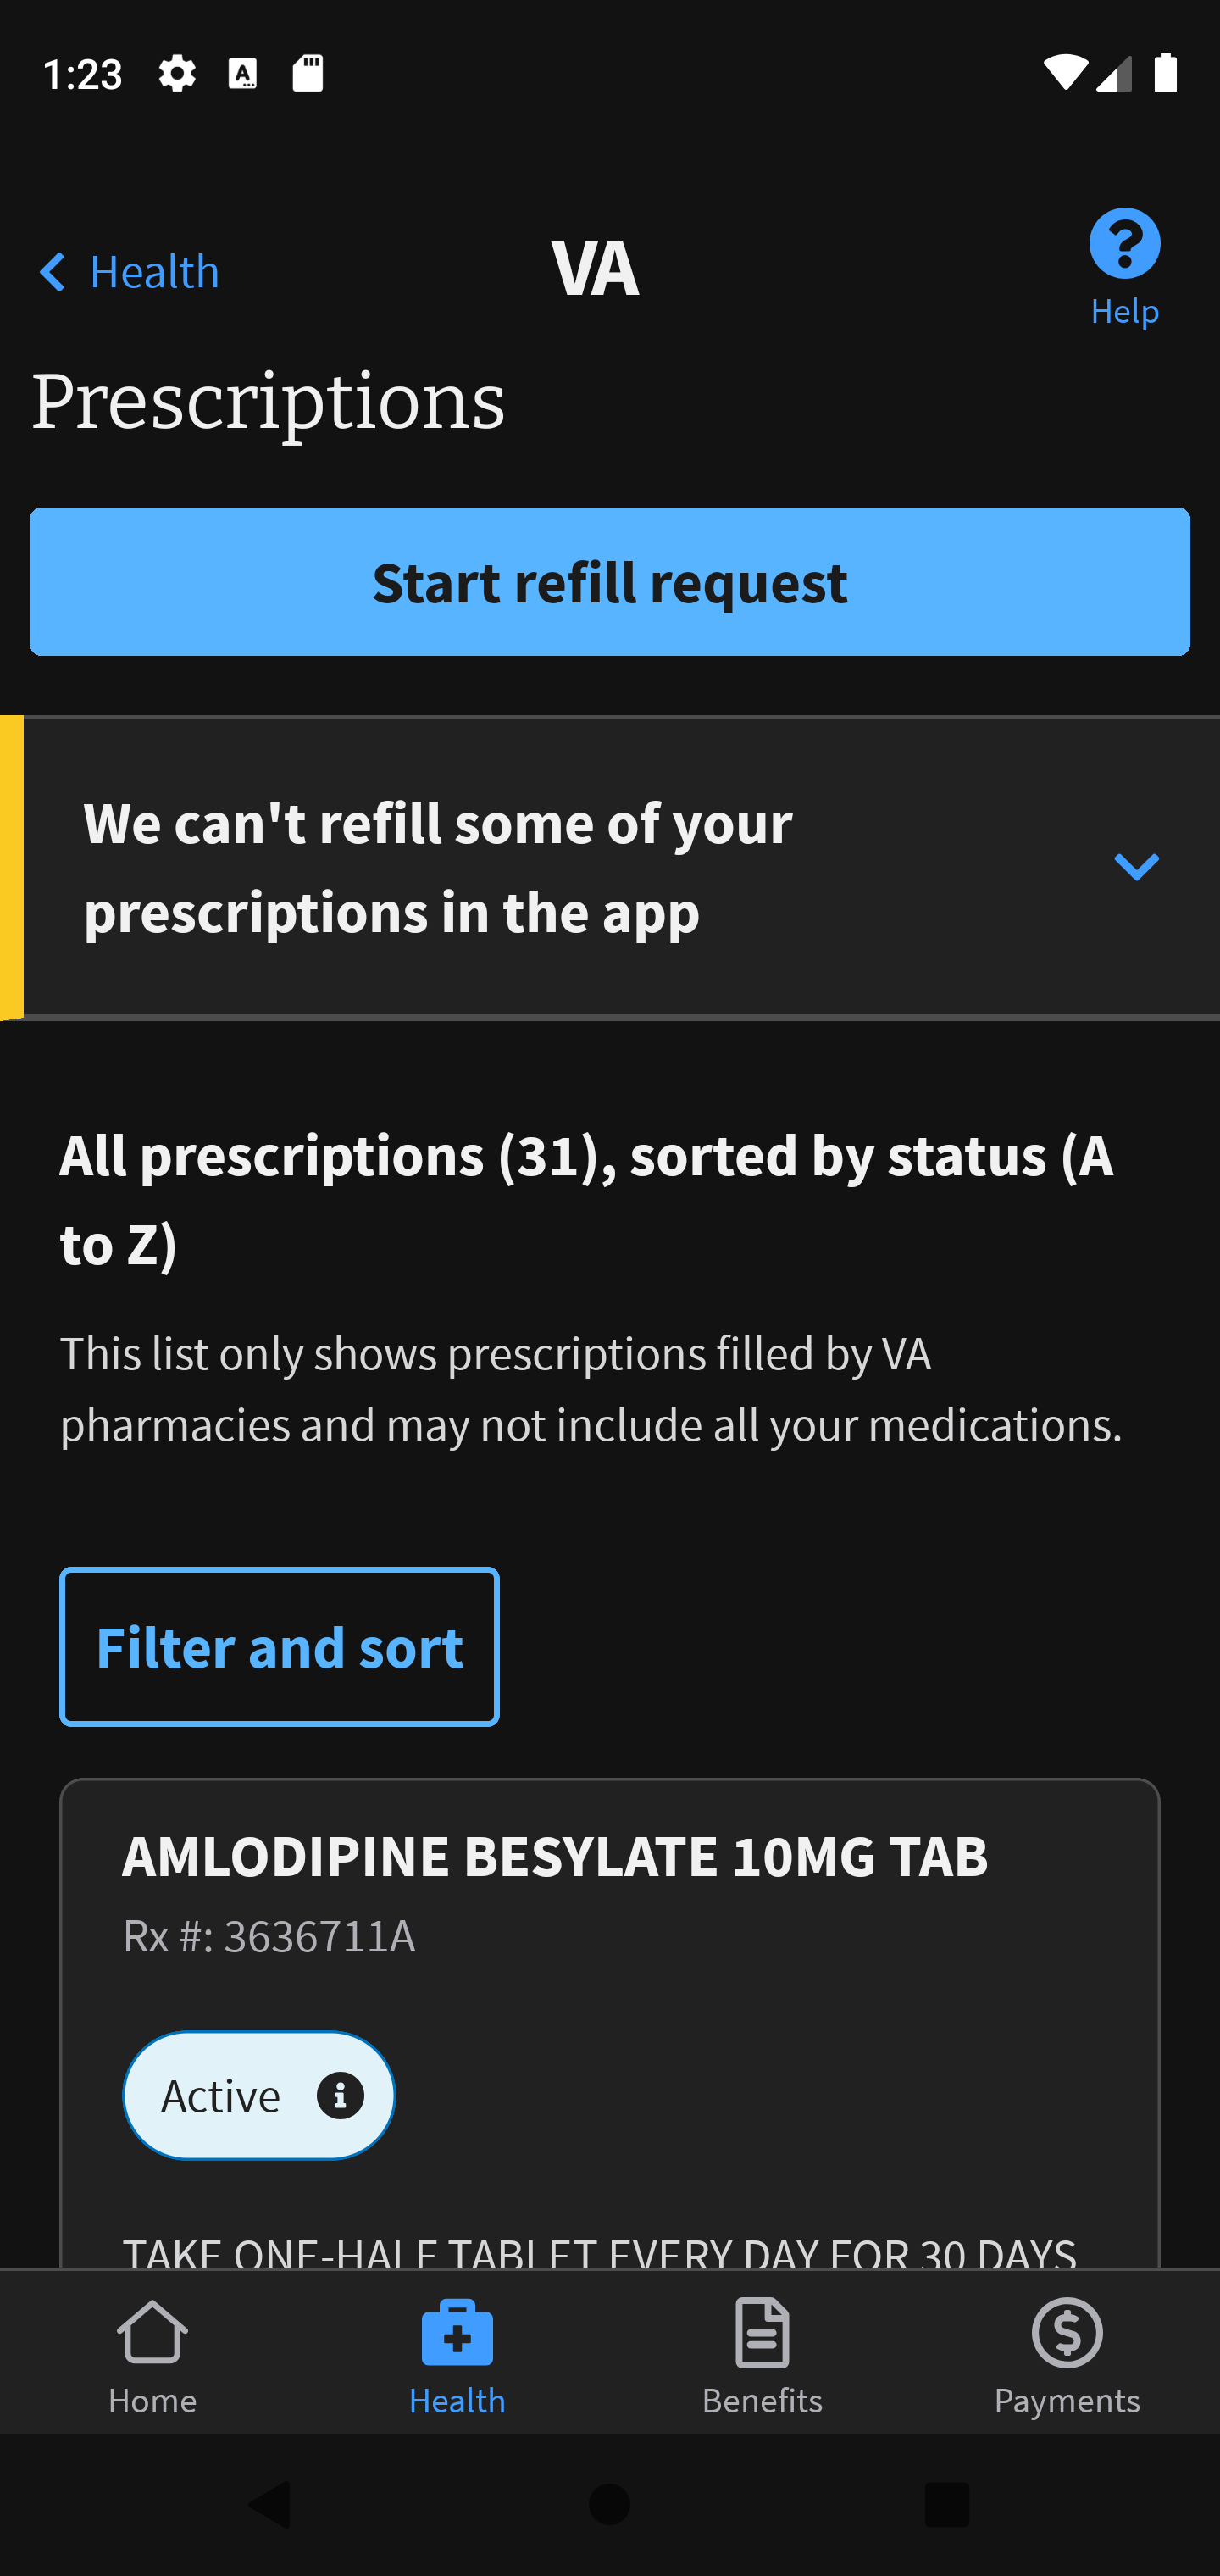 1:23
Health
VA
Help
Prescriptions
Start refill request
We can't refill some of your
prescriptions in the app
All prescriptions (31), sorted by status (A
to Z)
This list only shows prescriptions filled by VA
pharmacies and may not include all your medications.
Filter and sort
AMLODIPINE BESYLATE 10MG TAB
Rx #: 3636711A
Active
TAKE ONE-HALF TABLET EVERY DAY FOR 30 DAYS
Home
Health
Benefits
Payments